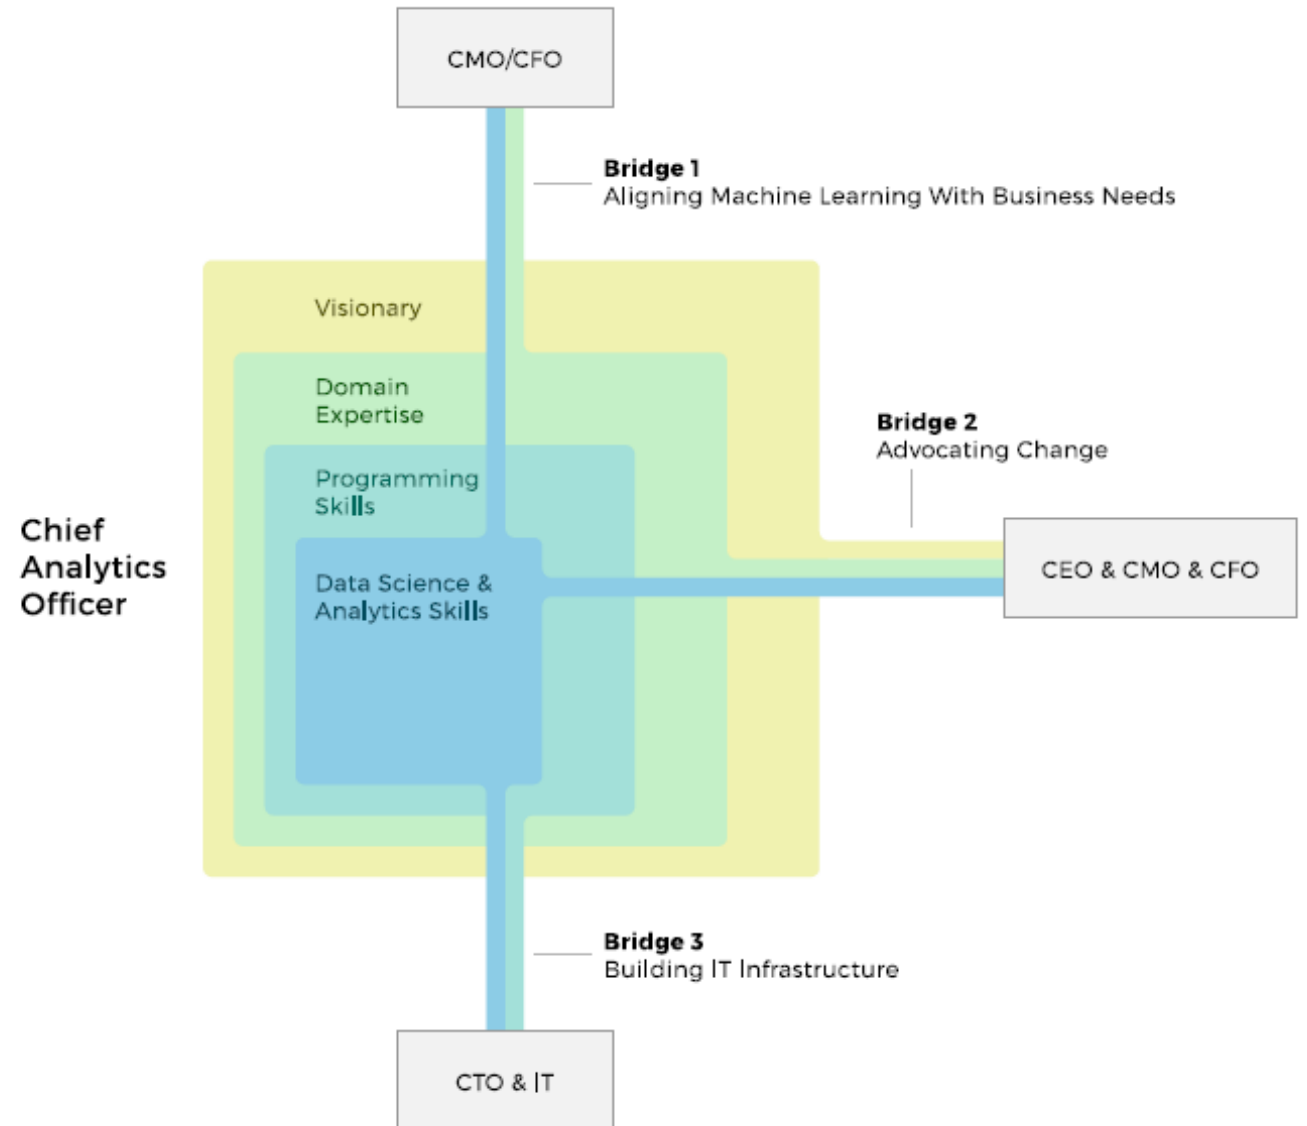 CMO/CFO
Bridge 1
Aligning Machine Learning With Business Needs
Visionary
Domain
Expertise
Bridge 2
Advocating Change
Programming
Skills
Chief
Analytics
Officer
CEO & CMO & CFO
Data Science &
Analytics Skills
Bridge 3
Building IT Infrastructure
CTO & IT